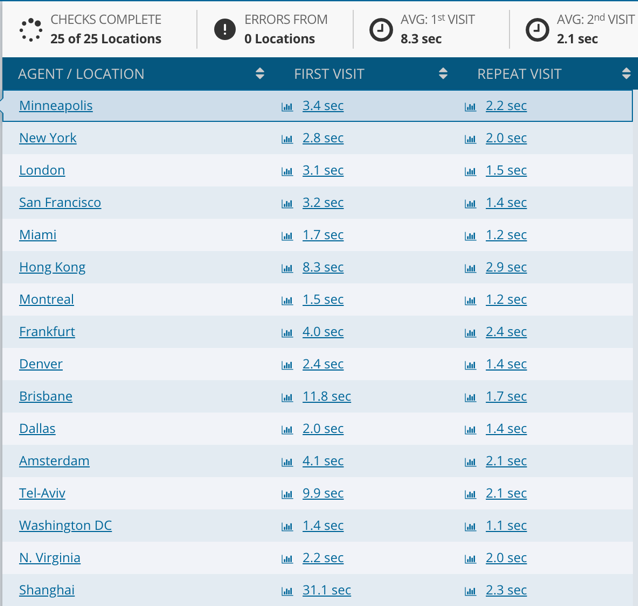 CHECKS COMPLETE ERRORS FROM AVG: 1st VISIT AVG: 2nd VISIT
25 of 25 Locations 0 Locations 8.3 sec 2.1 sec
AGENT / LOCATION FIRST VISIT REPEAT VISIT
Minneapolis 3.4 sec 2.2 sec
New York 2.8 sec 2.0 sec
London 3.1 sec 1.5 sec
San Francisco 3.2 sec 1.4 sec
Miami 1.7 sec 1.2 sec
Hong Kong 8.3 sec 2.9 sec
Montreal 1.5 sec 1.2 sec
Frankfurt 4.0 sec 2.4 sec
Denver 2.4 sec 1.4 sec
Brisbane 11.8 sec 1.7 sec
Dallas 2.0 sec 1.4 sec
Amsterdam 4.1 sec 2.1 sec
Tel-Aviv 9.9 sec 2.1 sec
Washington DC 1.4 sec 1.1 sec
N. Virginia 2.2 sec 2.0 sec
Shanghai 31.1 sec 2.3 sec